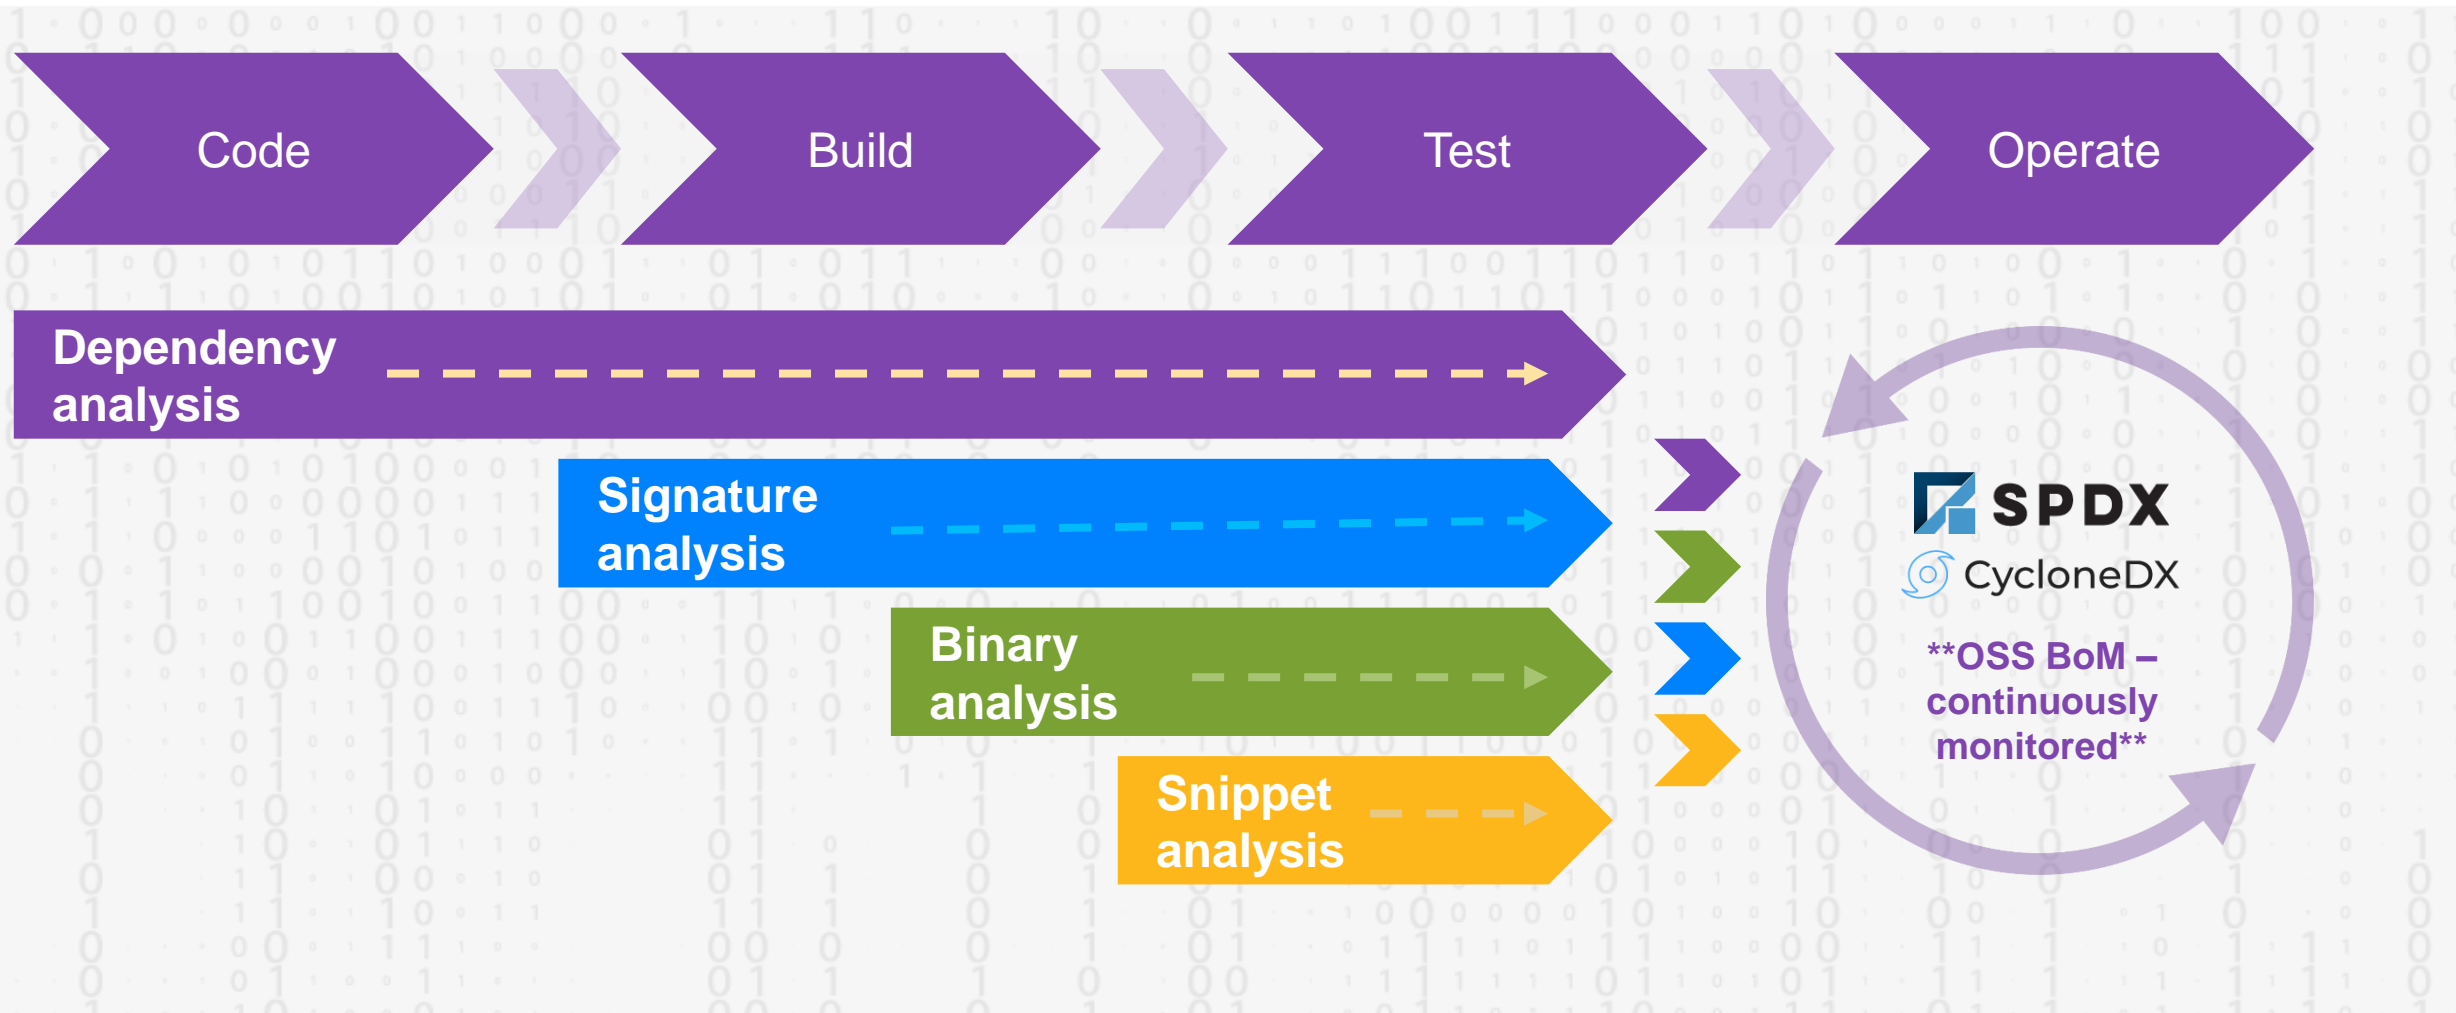 Code
Build
Test
Operate
Dependency
analysis
Signature
analysis
Binary
analysis
Snippet
analysis
SPDX
CycloneDX
**OSS BoM –
continuously
monitored**